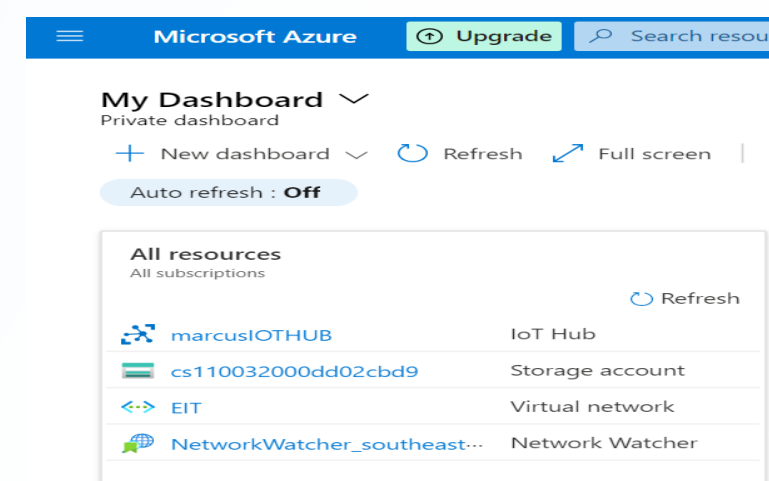 Microsoft Azure Upgrade Search resou
My Dashboard
Private dashboard
New dashboard Refresh Full screen
Auto refresh : Off
All resources
All subscriptions
Refresh
marcusIOTHUB IoT Hub
cs110032000dd02cbd9 Storage account
EIT Virtual network
NetworkWatcher_southeast... Network Watcher